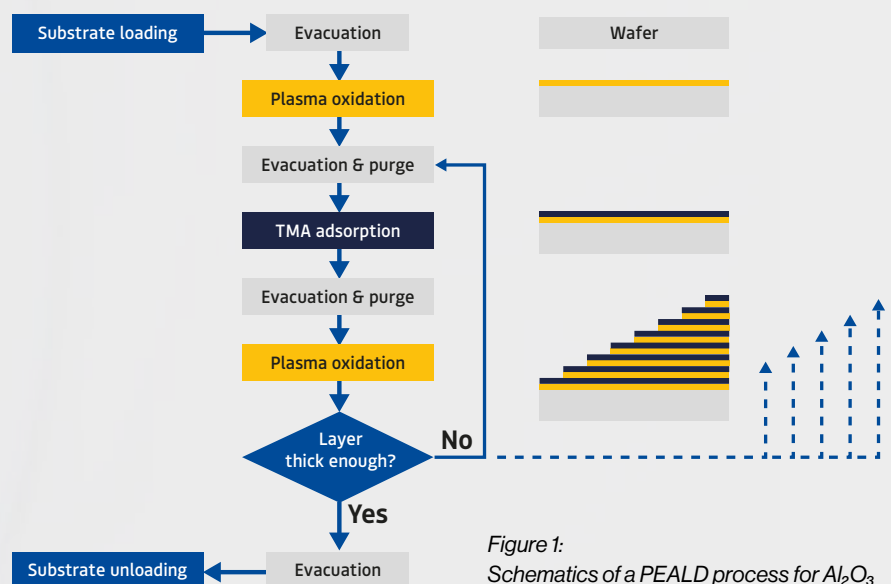 Substrate loading
Evacuation
Wafer
Plasma oxidation
Evacuation & purge
TMA adsorption
Evacuation & purge
Plasma oxidation
Layer
thick enough?
No
Yes
Substrate unloading
Evacuation
Figure 1:
Schematics of a PEALD process for Al₂O₃